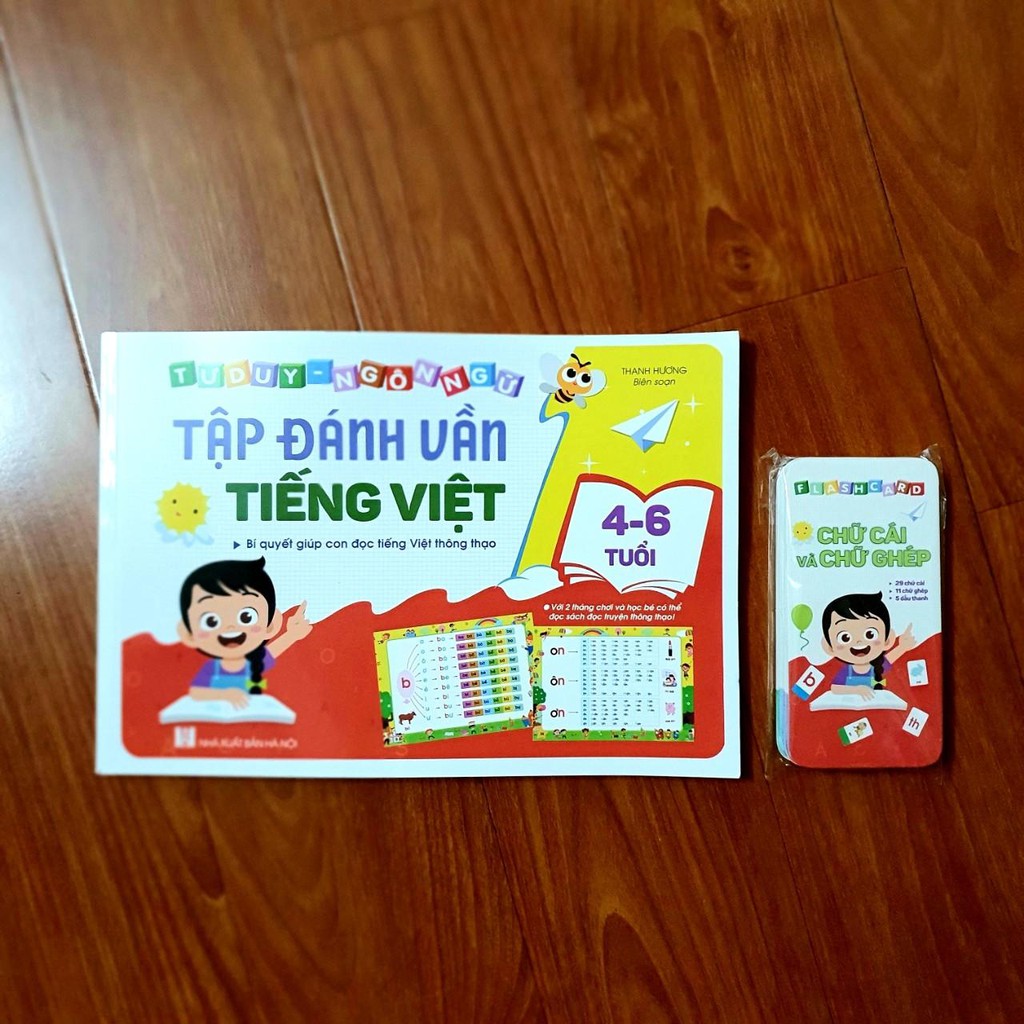 TƯ DUY - NGÔN NGỮ
TẬP ĐÁNH VẦN
TIẾNG VIỆT
Bí quyết giúp con đọc tiếng Việt thông thạo
THANH HƯƠNG
Biên soạn
4-6
TUỔI
Với 2 tháng chơi và học bé có thể
đọc sách đọc truyện thông thạo!
b
on
ôn
ơn
NHÀ XUẤT BẢN HÀ NỘI
FLASHCARD
CHỮ CÁI
VÀ CHỮ GHÉP
29 chữ cái
11 chữ ghép
5 dấu thanh
b
th